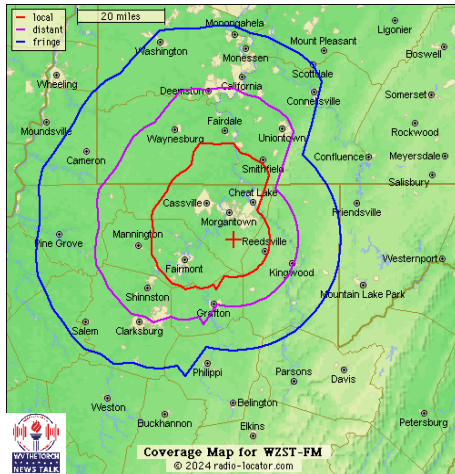 local
distant
fringe
20 miles
Monongahela
Ligonier
Washington
Monessen
Mount Pleasant
Boswell
Wheeling
California
Scottdale
Deemston
Connersville
Somerset
Moundsville
Fairdale
Waynesburg
Uniontown
Rockwood
Cameron
Smithfield
Confluence
Meyersdale
Salisbury
Cheat Lake
Cassville
Friendsville
Morgantown
Pine Grove
Mannington
Reedsville
Westernport
Fairmont
Kingwood
Shinnston
Mountain Lake Park
Grafton
Salem
Clarksburg
Philippi
Davis
Parsons
Weston
Belington
Buckhannon
Petersburg
Elkins
WV THE TORCH
NEWS TALK
Coverage Map for WZST-FM
© 2024 radio-locator.com